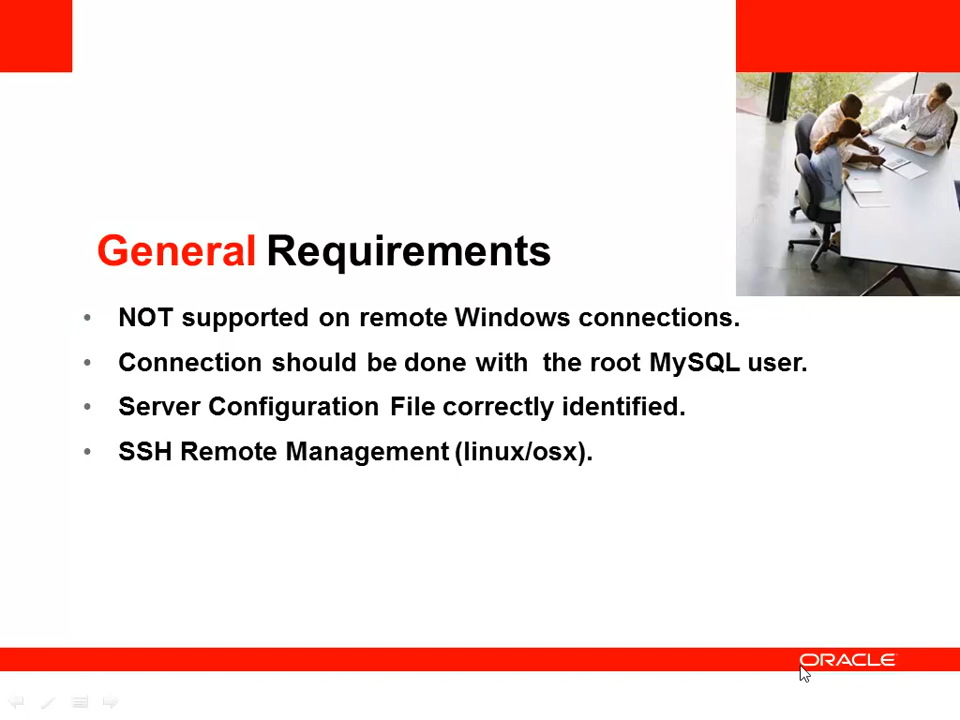 General Requirements
• NOT supported on remote Windows connections.
• Connection should be done with the root MySQL user.
• Server Configuration File correctly identified.
• SSH Remote Management (linux/osx).
ORACLE